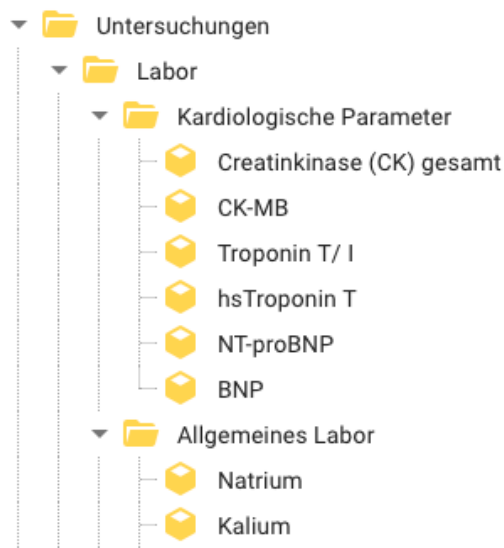 Untersuchungen
Labor
Kardiologische Parameter
Creatinkinase (CK) gesamt
CK-MB
Troponin T/ I
hsTroponin T
NT-proBNP
BNP
Allgemeines Labor
Natrium
Kalium